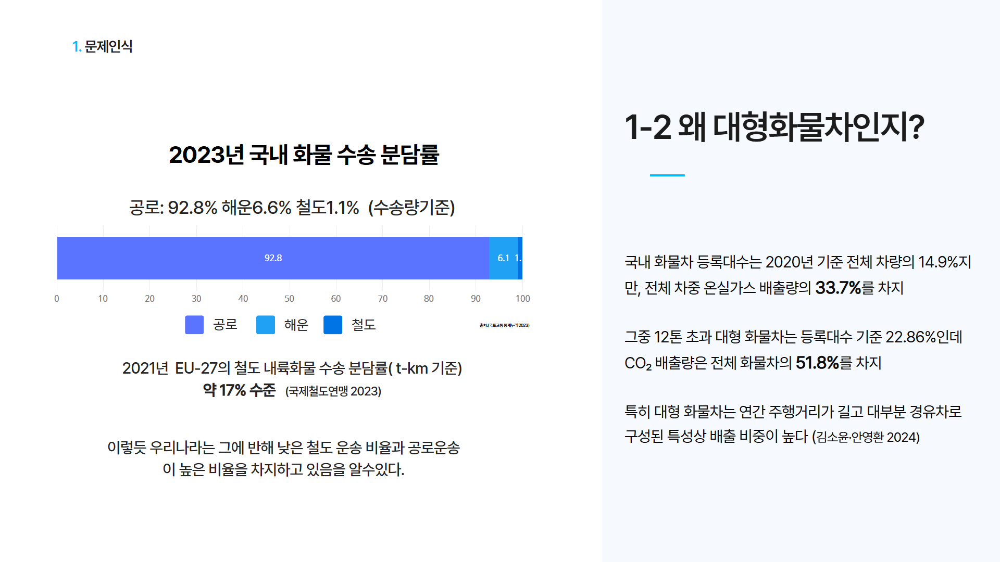 1. 문제인식
2023년 국내 화물 수송 분담률
공로: 92.8% 해운6.6% 철도1.1% (수송량기준)
92.8 6.1 1.
0 10 20 30 40 50 60 70 80 90 100
공로 해운 철도
출처:(국토교통 통계누리 2023)
2021년 EU-27의 철도 내륙화물 수송 분담률( t-km 기준)
약 17% 수준 (국제철도연맹 2023)
이렇듯 우리나라는 그에 반해 낮은 철도 운송 비율과 공로운송
이 높은 비율을 차지하고 있음을 알수있다.
1-2 왜 대형화물차인지?
국내 화물차 등록대수는 2020년 기준 전체 차량의 14.9%지
만, 전체 차중 온실가스 배출량의 33.7%를 차지
그중 12톤 초과 대형 화물차는 등록대수 기준 22.86%인데
CO₂ 배출량은 전체 화물차의 51.8%를 차지
특히 대형 화물차는 연간 주행거리가 길고 대부분 경유차로
구성된 특성상 배출 비중이 높다 (김소윤·안영환 2024)